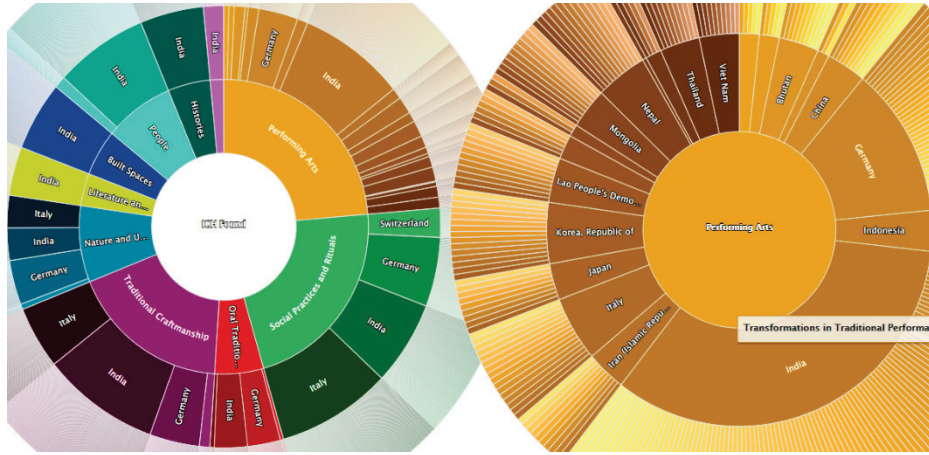 ICH Found
Performing Arts
Social Practices and Rituals
Oral Traditio...
Traditional Craftmanship
Nature and U...
Literature an...
Built Spaces
People
Histories
Germany
India
Switzerland
Germany
India
Italy
Germany
India
Germany
India
Italy
Germany
India
Italy
India
India
India
India
India
Performing Arts
Bhutan
China
Germany
Indonesia
India
Iran (Islamic Repu...
Italy
Japan
Korea, Republic of
Lao People's Demo...
Mongolia
Nepal
Thailand
Viet Nam
Transformations in Traditional Performa